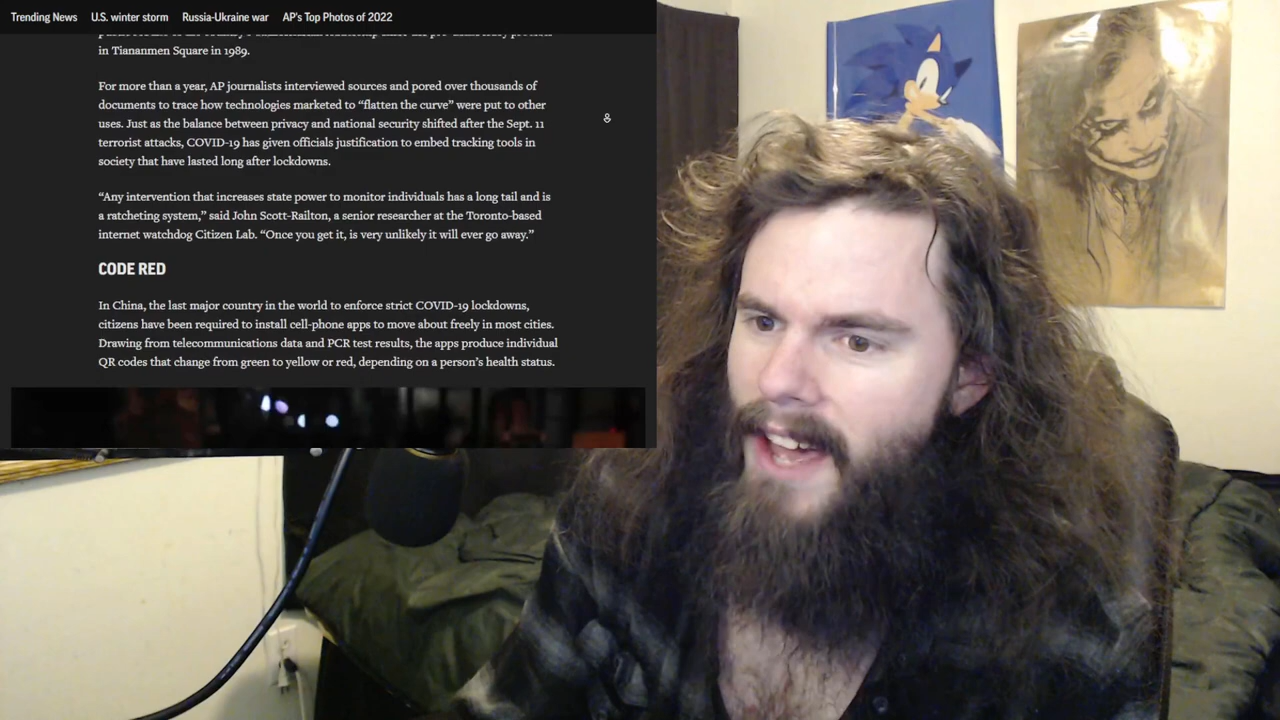 Trending News U.S. winter storm Russia-Ukraine war AP's Top Photos of 2022
in Tiananmen Square in 1989.
For more than a year, AP journalists interviewed sources and pored over thousands of
documents to trace how technologies marketed to “flatten the curve” were put to other
uses. Just as the balance between privacy and national security shifted after the Sept. 11
terrorist attacks, COVID-19 has given officials justification to embed tracking tools in
society that have lasted long after lockdowns.
“Any intervention that increases state power to monitor individuals has a long tail and is
a ratcheting system,” said John Scott-Railton, a senior researcher at the Toronto-based
internet watchdog Citizen Lab. “Once you get it, is very unlikely it will ever go away.”
CODE RED
In China, the last major country in the world to enforce strict COVID-19 lockdowns,
citizens have been required to install cell-phone apps to move about freely in most cities.
Drawing from telecommunications data and PCR test results, the apps produce individual
QR codes that change from green to yellow or red, depending on a person’s health status.